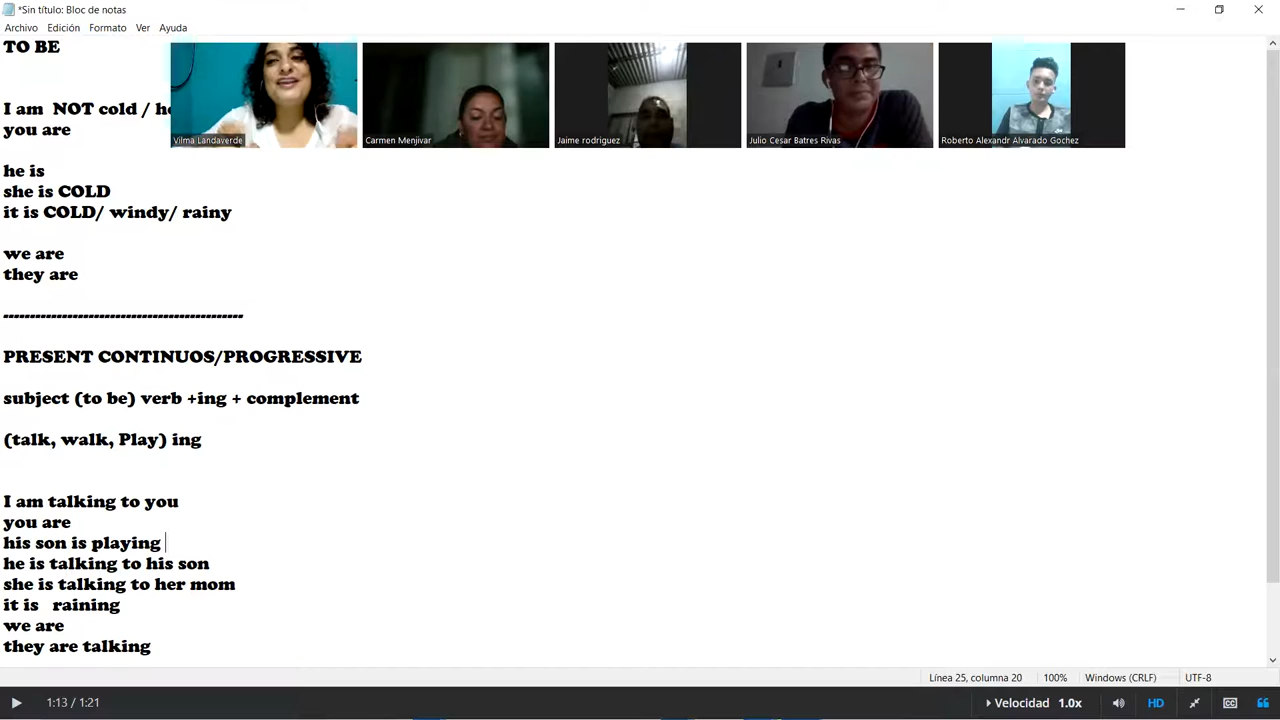 *Sin título: Bloc de notas
Archivo Edición Formato Ver Ayuda
TO BE
I am  NOT cold / he
you are
he is
she is COLD
it is COLD/ windy/ rainy
we are
they are
---------------------------------------------
PRESENT CONTINUOS/PROGRESSIVE
subject (to be) verb +ing + complement
(talk, walk, Play) ing
I am talking to you
you are
his son is playing
he is talking to his son
she is talking to her mom
it is   raining
we are
they are talking
Vilma Landaverde
Carmen Menjivar
Jaime rodriguez
Julio Cesar Batres Rivas
Roberto Alexandr Alvarado Gochez
Línea 25, columna 20 100% Windows (CRLF) UTF-8
1:13 / 1:21 Velocidad 1.0x HD CC